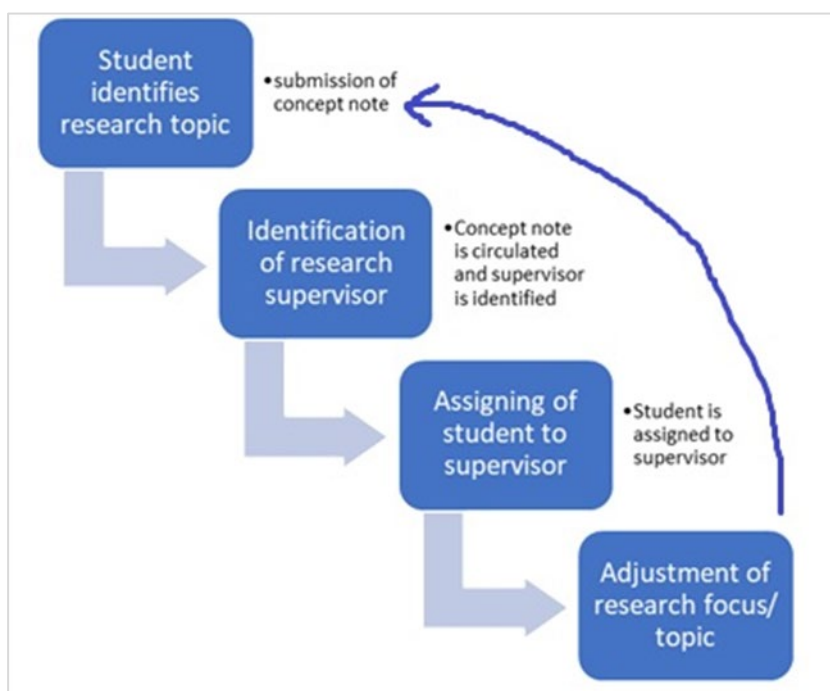 Student
identifies
research topic
•submission of
concept note
Identification
of research
supervisor
•Concept note
is circulated
and supervisor
is identified
Assigning of
student to
supervisor
•Student is
assigned to
supervisor
Adjustment of
research focus/
topic